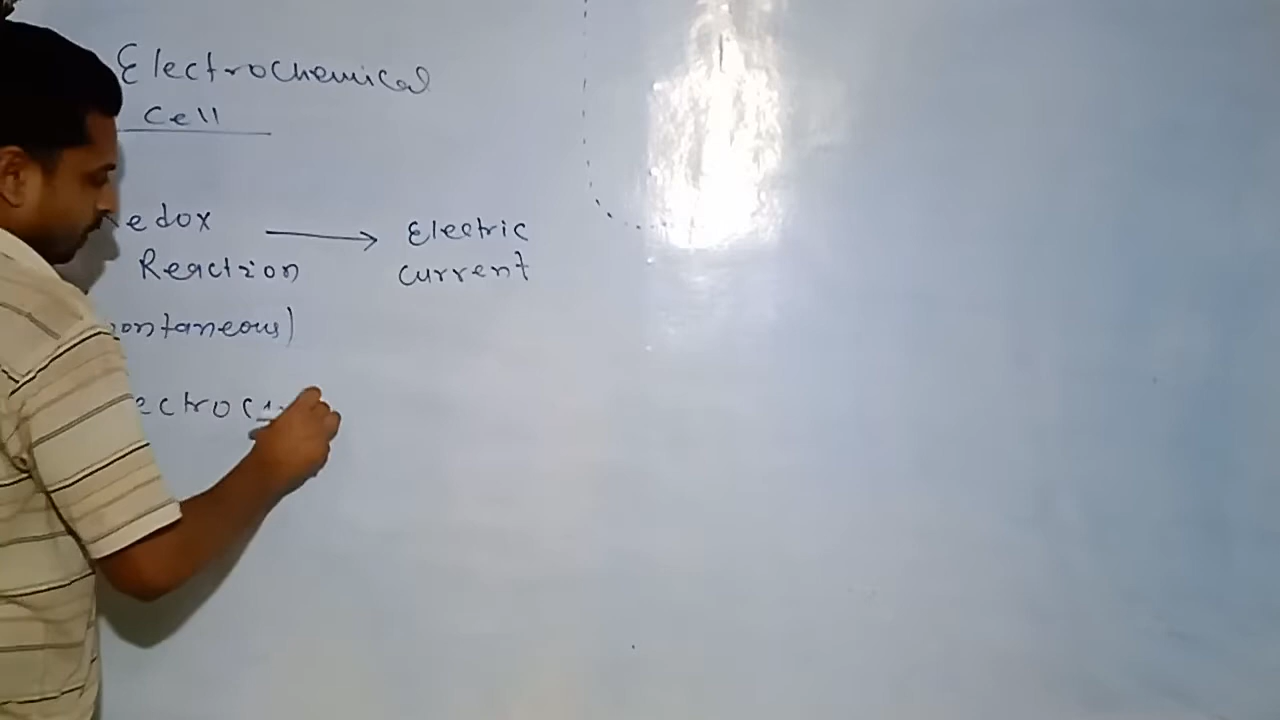 Electrochemical
Cell
edox ⟶ Electric
Reaction current
ontaneous)
ectroc